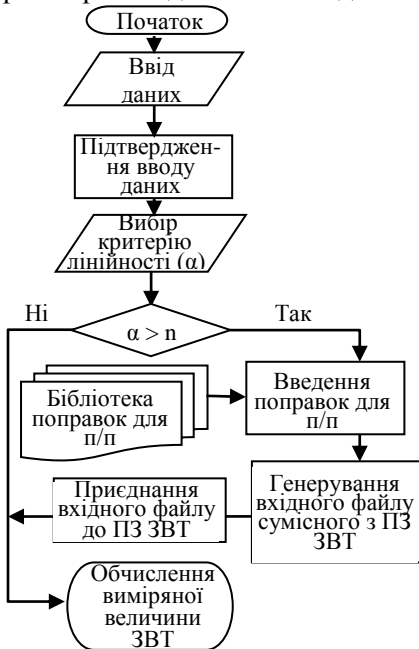 Початок
Ввід
даних
Підтверджен-
ня вводу
даних
Вибір
критерію
лінійності (α)
Ні
α > n
Так
Бібліотека
поправок для
п/п
Введення
поправок для
п/п
Приєднання
вхідного файлу
до ПЗ ЗВТ
Генерування
вхідного файлу
сумісного з ПЗ
ЗВТ
Обчислення
виміряної
величини
ЗВТ